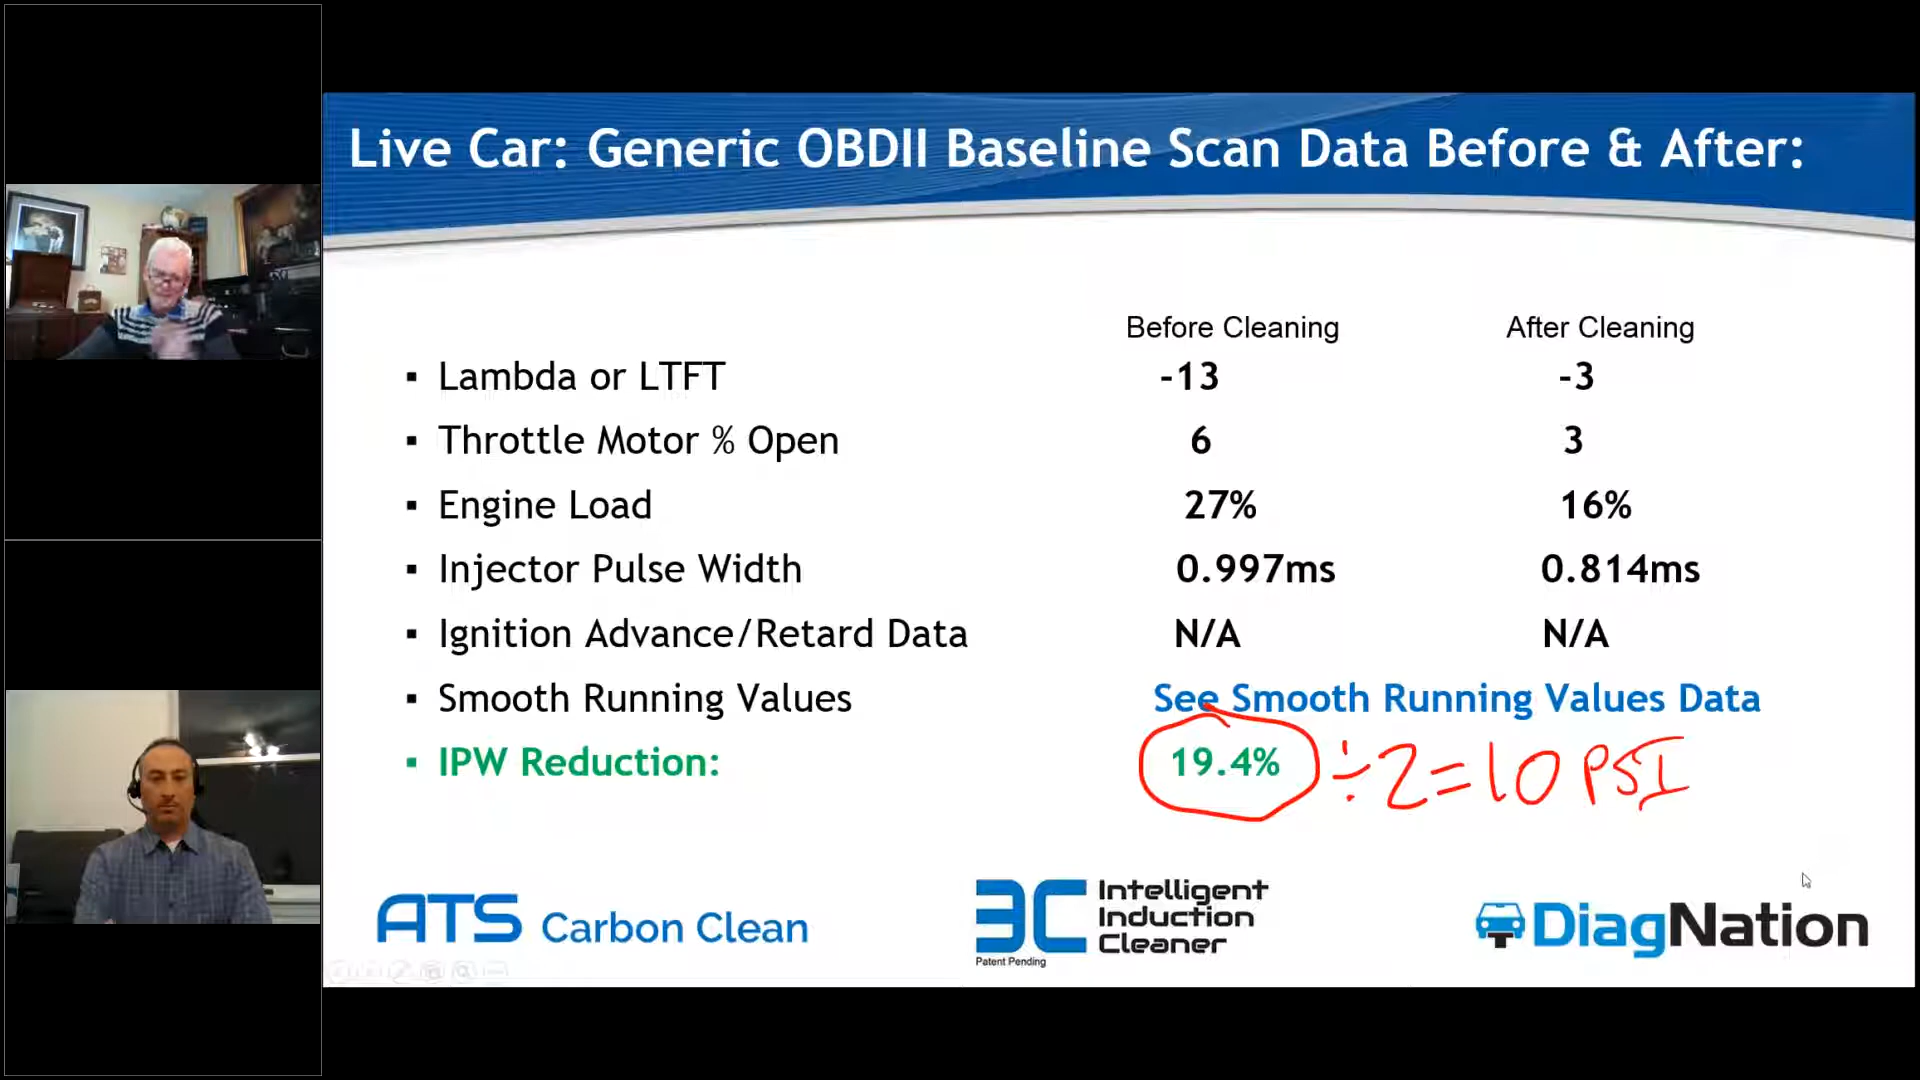 Live Car: Generic OBDII Baseline Scan Data Before & After:
Before Cleaning After Cleaning
▪ Lambda or LTFT -13 -3
▪ Throttle Motor % Open 6 3
▪ Engine Load 27% 16%
▪ Injector Pulse Width 0.997ms 0.814ms
▪ Ignition Advance/Retard Data N/A N/A
▪ Smooth Running Values See Smooth Running Values Data
▪ IPW Reduction: 19.4% ÷2=10 PSI
ATS Carbon Clean
3C Intelligent
Induction
Cleaner
Patent Pending
DiagNation